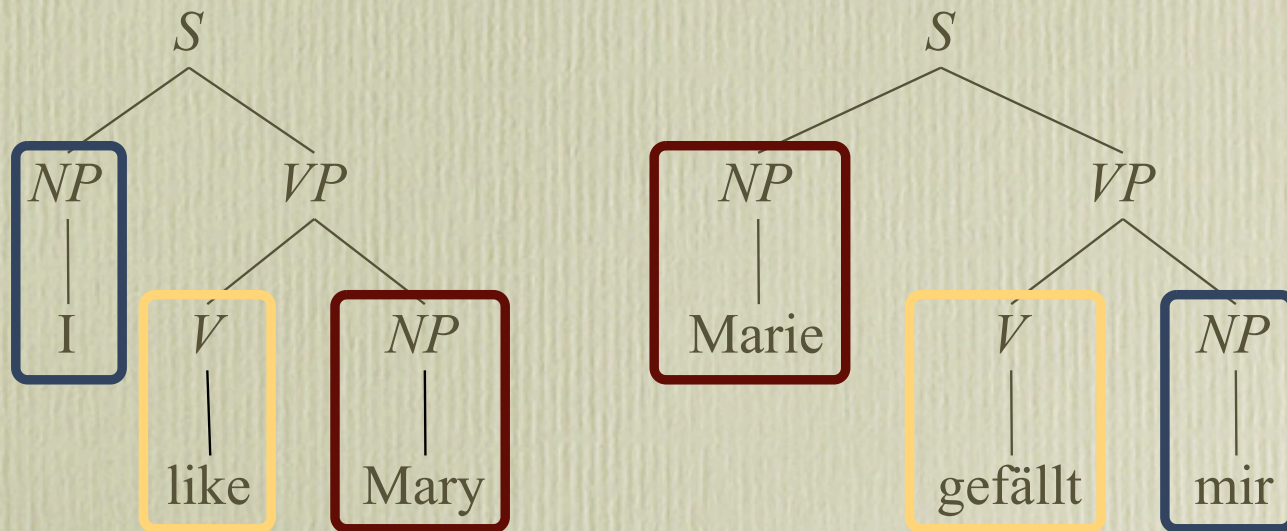 S S
NP VP NP VP
I V NP Marie V NP
like Mary gefällt mir